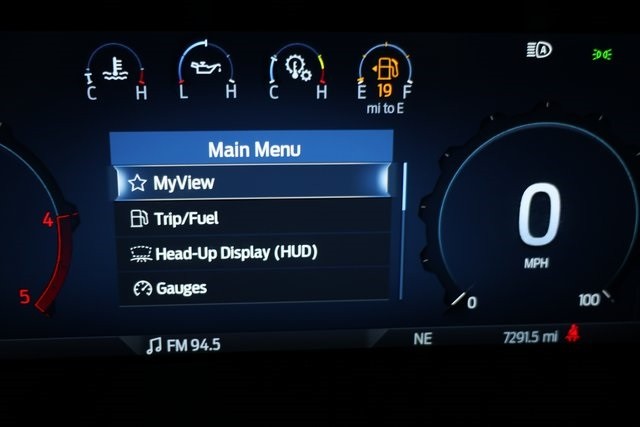 C H L H C H E 19 F
mi to E
A
Main Menu
MyView
Trip/Fuel
Head-Up Display (HUD)
Gauges
4
5
0
MPH
0 100
FM 94.5 NE 7291.5 mi